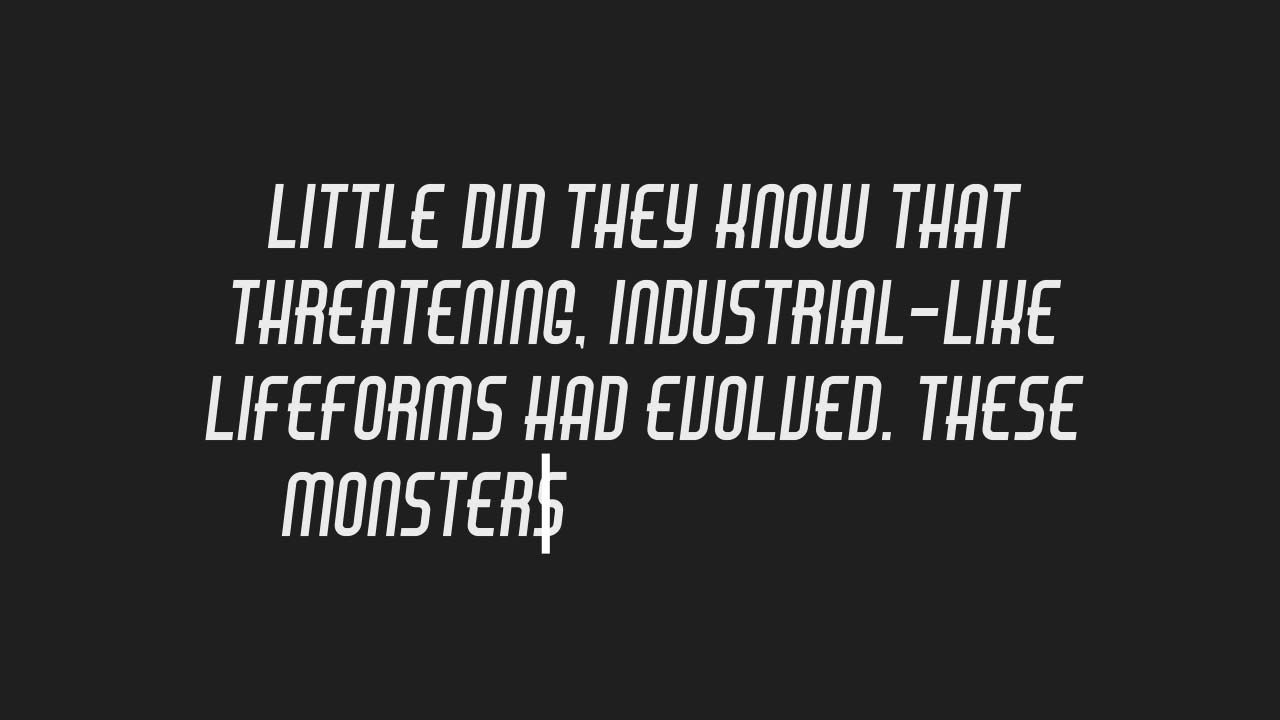 LITTLE DID THEY KNOW THAT
THREATENING, INDUSTRIAL-LIKE
LIFEFORMS HAD EVOLVED. THESE
MONSTERS